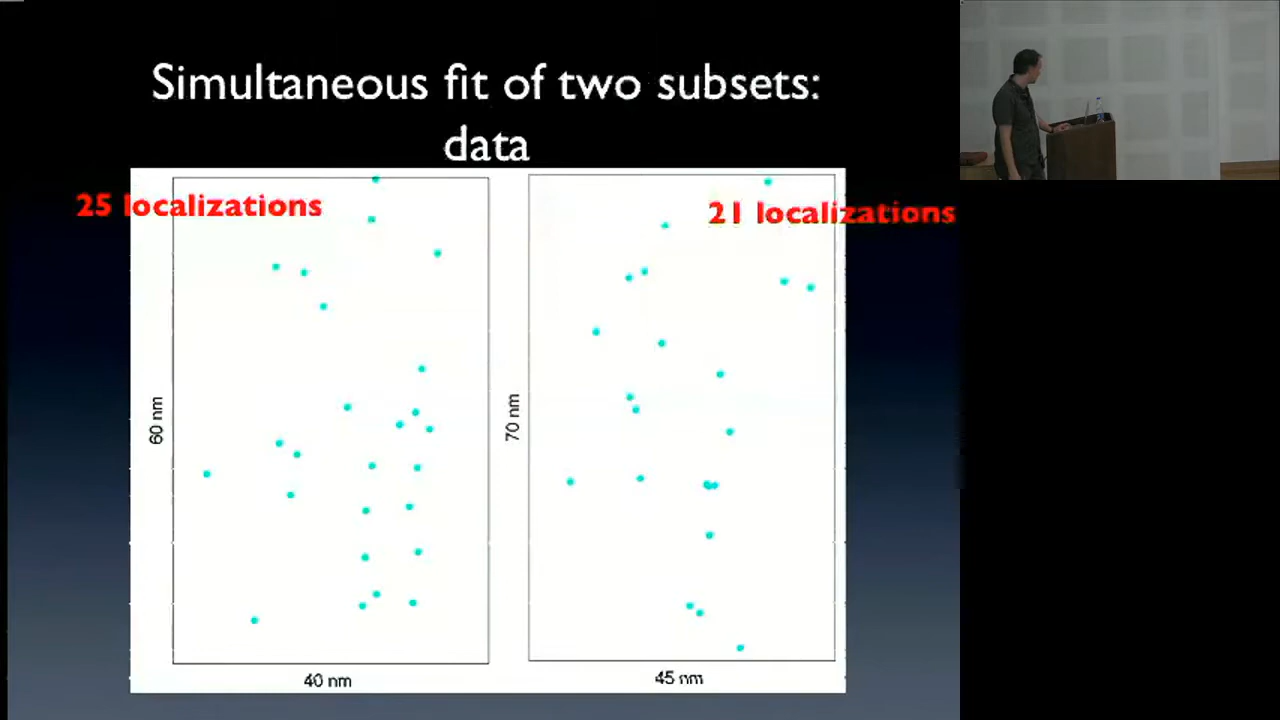 Simultaneous fit of two subsets:
data
25 localizations
21 localizations
60 nm
70 nm
40 nm
45 nm